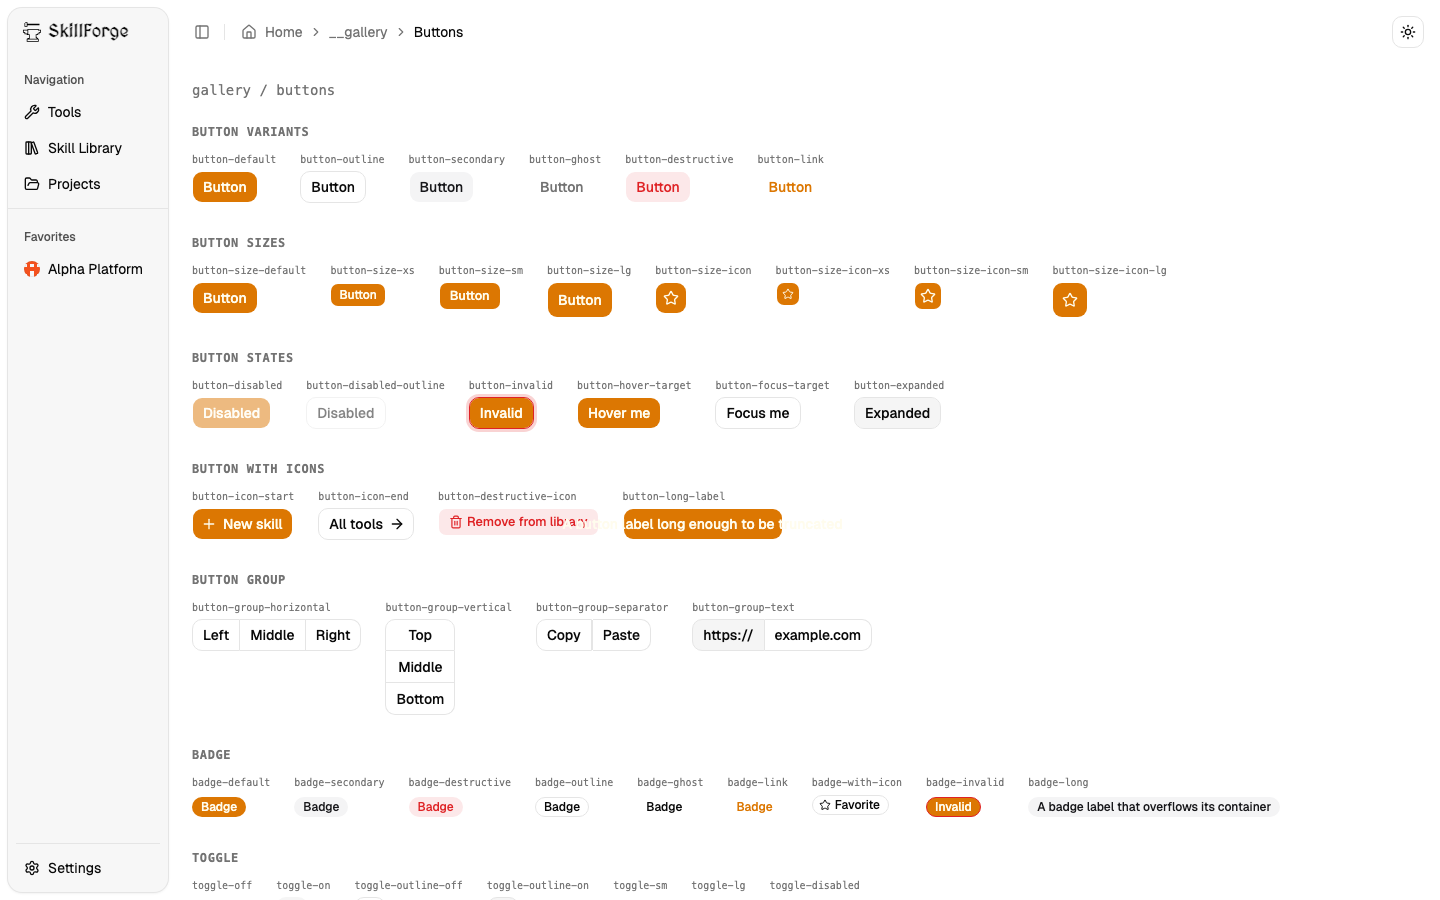 SkillForge
Home > __gallery > Buttons
Navigation
Tools
Skill Library
Projects
Favorites
Alpha Platform
Settings
gallery / buttons
BUTTON VARIANTS
button-default button-outline button-secondary button-ghost button-destructive button-link
Button Button Button Button Button Button
BUTTON SIZES
button-size-default button-size-xs button-size-sm button-size-lg button-size-icon button-size-icon-xs button-size-icon-sm button-size-icon-lg
Button Button Button Button
BUTTON STATES
button-disabled button-disabled-outline button-invalid button-hover-target button-focus-target button-expanded
Disabled Disabled Invalid Hover me Focus me Expanded
BUTTON WITH ICONS
button-icon-start button-icon-end button-destructive-icon button-long-label
New skill All tools Remove from library A button label long enough to be truncated
BUTTON GROUP
button-group-horizontal button-group-vertical button-group-separator button-group-text
Left Middle Right Top Copy Paste https:// example.com
Middle
Bottom
BADGE
badge-default badge-secondary badge-destructive badge-outline badge-ghost badge-link badge-with-icon badge-invalid badge-long
Badge Badge Badge Badge Badge Badge Favorite Invalid A badge label that overflows its container
TOGGLE
toggle-off toggle-on toggle-outline-off toggle-outline-on toggle-sm toggle-lg toggle-disabled